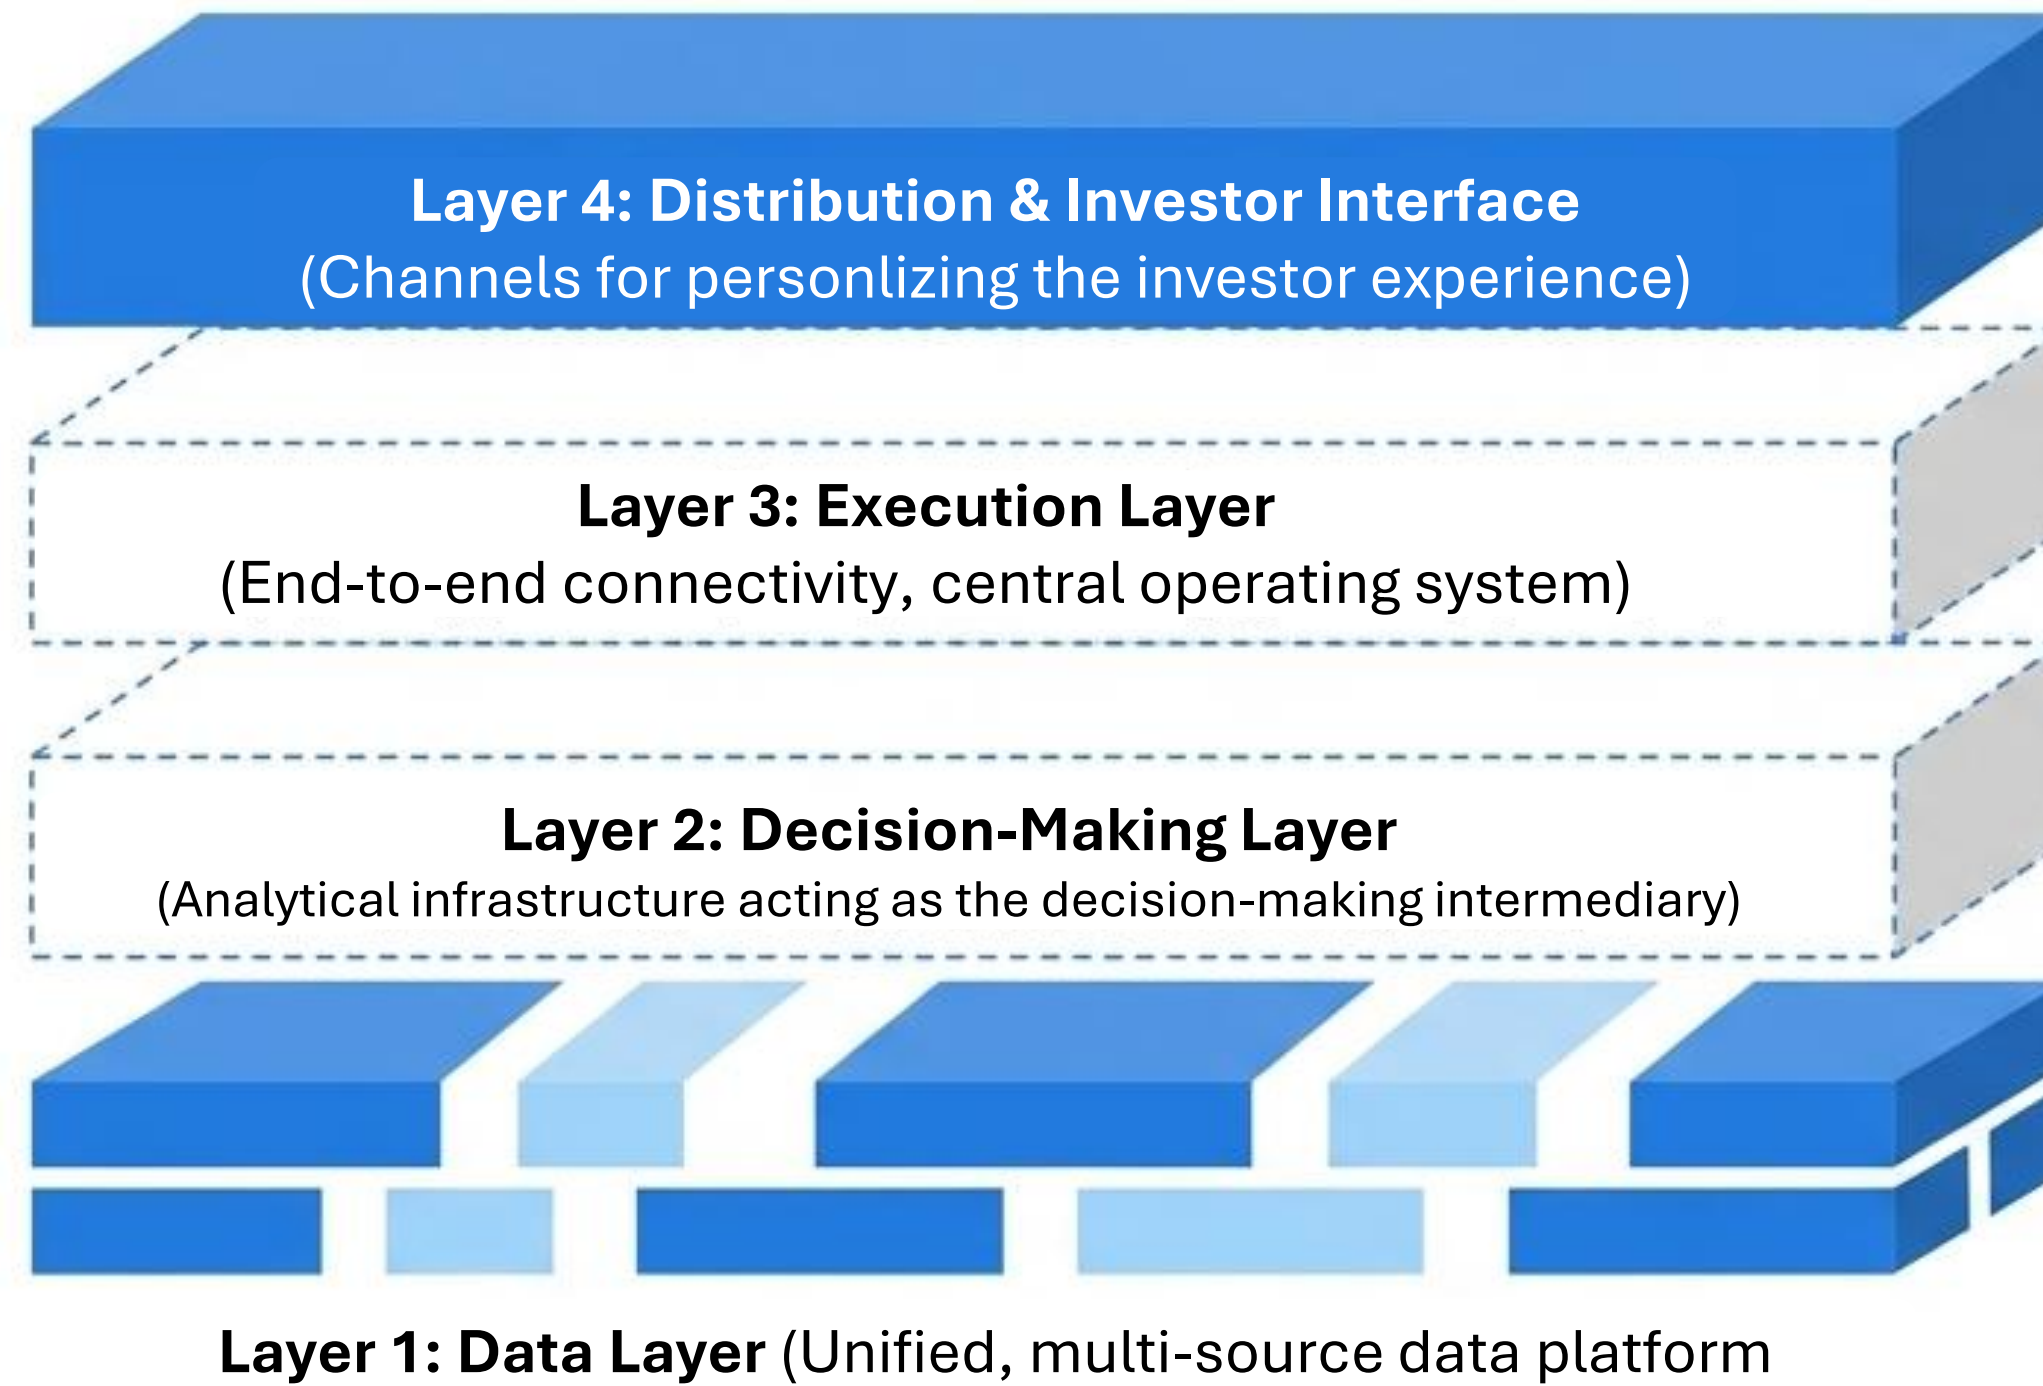 Layer 4: Distribution & Investor Interface
(Channels for personlizing the investor experience)
Layer 3: Execution Layer
(End-to-end connectivity, central operating system)
Layer 2: Decision-Making Layer
(Analytical infrastructure acting as the decision-making intermediary)
Layer 1: Data Layer (Unified, multi-source data platform